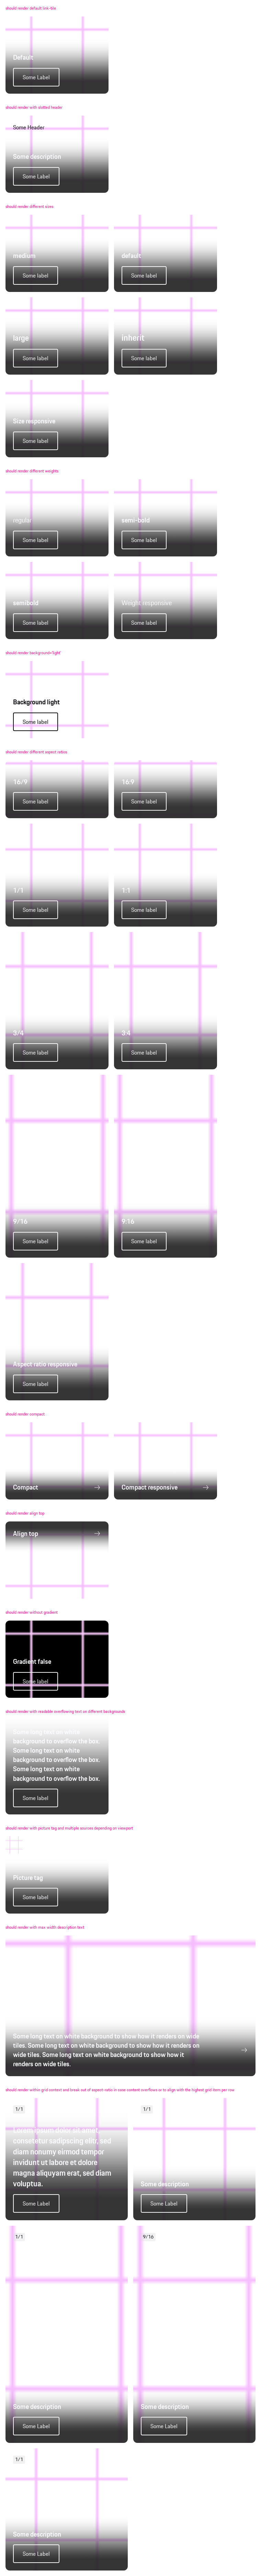 should render default link-tile
Default
Some Label
should render with slotted header
Some Header
Some description
Some Label
should render different sizes
medium
default
Some label
Some label
large
inherit
Some label
Some label
Size responsive
Some label
should render different weights
regular
semi-bold
Some label
Some label
semibold
Weight responsive
Some label
Some label
should render background='light'
Background light
Some label
should render different aspect ratios
16/9
16:9
Some label
Some label
1/1
1:1
Some label
Some label
3/4
3:4
Some label
Some label
9/16
9:16
Some label
Some label
Aspect ratio responsive
Some label
should render compact
Compact
Compact responsive
should render align top
Align top
should render without gradient
Gradient false
Some label
should render with readable overflowing text on different backgrounds.
Some long text on white
background to overflow the box.
Some long text on white
background to overflow the box.
Some long text on white
background to overflow the box.
Some label
should render with picture tag and multiple sources depending on viewport
Picture tag
Some label
should render with max width description text
Some long text on white background to show how it renders on wide
tiles. Some long text on white background to show how it renders on
wide tiles. Some long text on white background to show how it
renders on wide tiles.
should render within grid context and break out of aspect-ratio in case content overflows or to align with the highest grid item per row
1/1
1/1
Lorem ipsum dolor sit amet,
consetetur sadipscing elitr, sed
diam nonumy eirmod tempor
invidunt ut labore et dolore
magna aliquyam erat, sed diam
voluptua.
Some description
Some Label
Some Label
1/1
9/16
Some description
Some description
Some Label
Some Label
1/1
Some description
Some Label